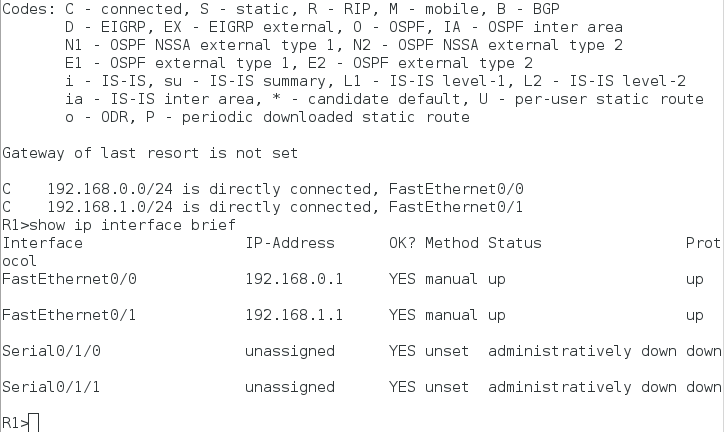 Codes: C - connected, S - static, R - RIP, M - mobile, B - BGP
       D - EIGRP, EX - EIGRP external, O - OSPF, IA - OSPF inter area
       N1 - OSPF NSSA external type 1, N2 - OSPF NSSA external type 2
       E1 - OSPF external type 1, E2 - OSPF external type 2
       i - IS-IS, su - IS-IS summary, L1 - IS-IS level-1, L2 - IS-IS level-2
       ia - IS-IS inter area, * - candidate default, U - per-user static route
       o - ODR, P - periodic downloaded static route
Gateway of last resort is not set
C    192.168.0.0/24 is directly connected, FastEthernet0/0
C    192.168.1.0/24 is directly connected, FastEthernet0/1
R1>show ip interface brief
Interface                  IP-Address      OK? Method Status                Prot
ocol
FastEthernet0/0            192.168.0.1     YES manual up                    up
FastEthernet0/1            192.168.1.1     YES manual up                    up
Serial0/1/0                unassigned      YES unset  administratively down down
Serial0/1/1                unassigned      YES unset  administratively down down
R1>